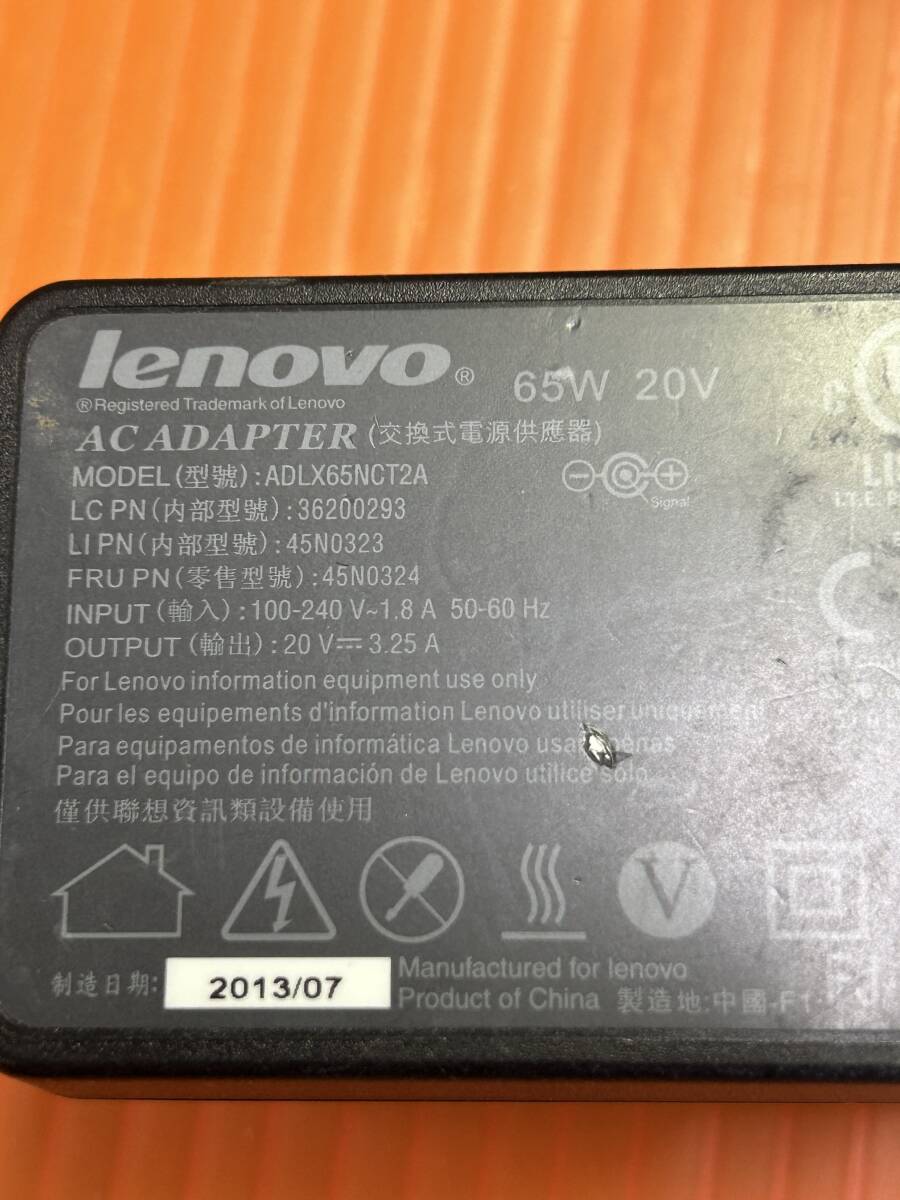 lenovo®
65W 20V
®Registered Trademark of Lenovo
AC ADAPTER (交換式電源供應器)
MODEL(型號):ADLX65NCT2A
Signal
LC PN(内部型號):36200293
LI PN(内部型號):45N0323
FRU PN(零售型號):45N0324
INPUT(輸入):100-240 V~1.8 A 50-60 Hz
OUTPUT(輸出):20 V⎓ 3.25 A
For Lenovo information equipment use only
Pour les equipements d'information Lenovo utiliser uniquement
Para equipamentos de informática Lenovo usar
Para el equipo de información de Lenovo utilice solo
僅供聯想資訊類設備使用
V
制造日期: 2013/07
Manufactured for lenovo
Product of China 製造地:中國-F1